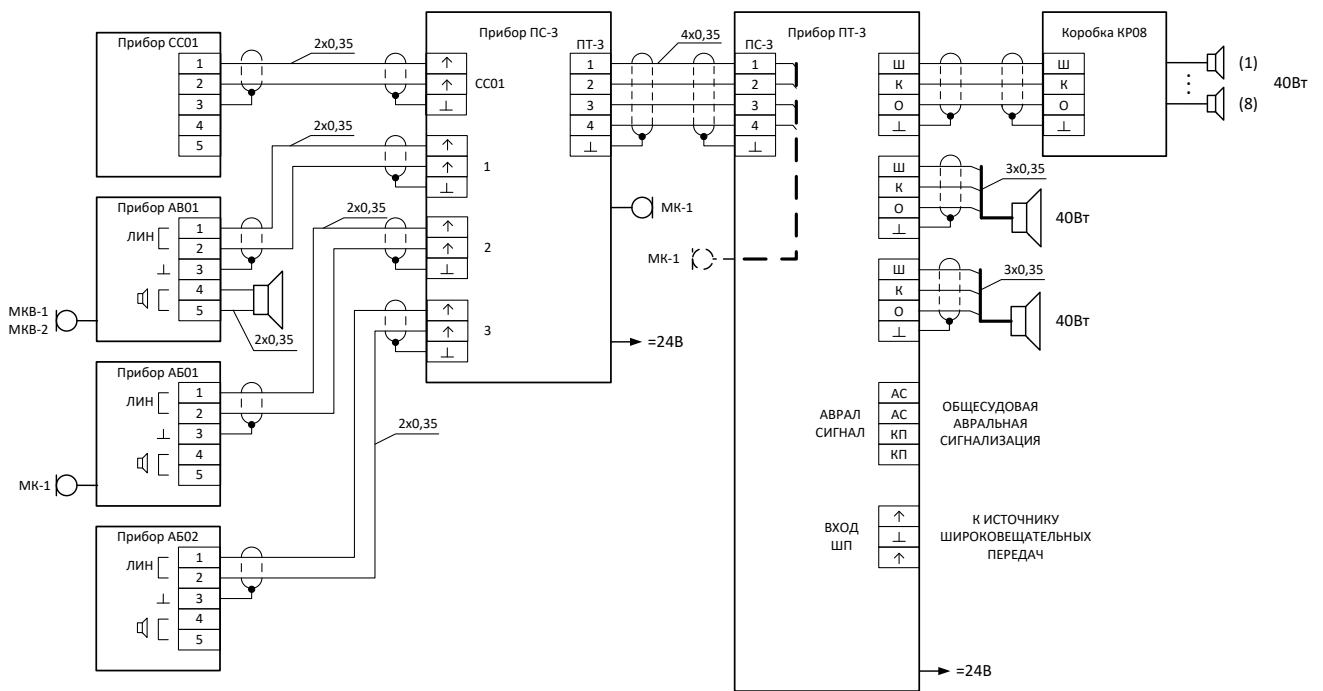 Прибор СС01
1
2
3
4
5
2х0,35
Прибор АВ01
ЛИН
1
2
⊥
3
4
5
МКВ-1
МКВ-2
2х0,35
2х0,35
Прибор АБ01
ЛИН
1
2
⊥
3
4
5
МК-1
2х0,35
Прибор АБ02
ЛИН
1
2
⊥
3
4
5
2х0,35
Прибор ПС-3
↑
↑
⊥
СС01
↑
↑
⊥
1
↑
↑
⊥
2
↑
↑
⊥
3
ПТ-3
1
2
3
4
⊥
МК-1
=24В
4х0,35
Прибор ПТ-3
ПС-3
1
2
3
4
⊥
МК-1
Ш
К
О
⊥
Ш
К
О
⊥
3х0,35
40Вт
Ш
К
О
⊥
3х0,35
40Вт
АВРАЛ
СИГНАЛ
АС
АС
КП
КП
ОБЩЕСУДОВАЯ
АВРАЛЬНАЯ
СИГНАЛИЗАЦИЯ
ВХОД
ШП
↑
⊥
↑
К ИСТОЧНИКУ
ШИРОКОВЕЩАТЕЛЬНЫХ
ПЕРЕДАЧ
=24В
Коробка КР08
Ш
К
О
⊥
(1)
(8)
40Вт